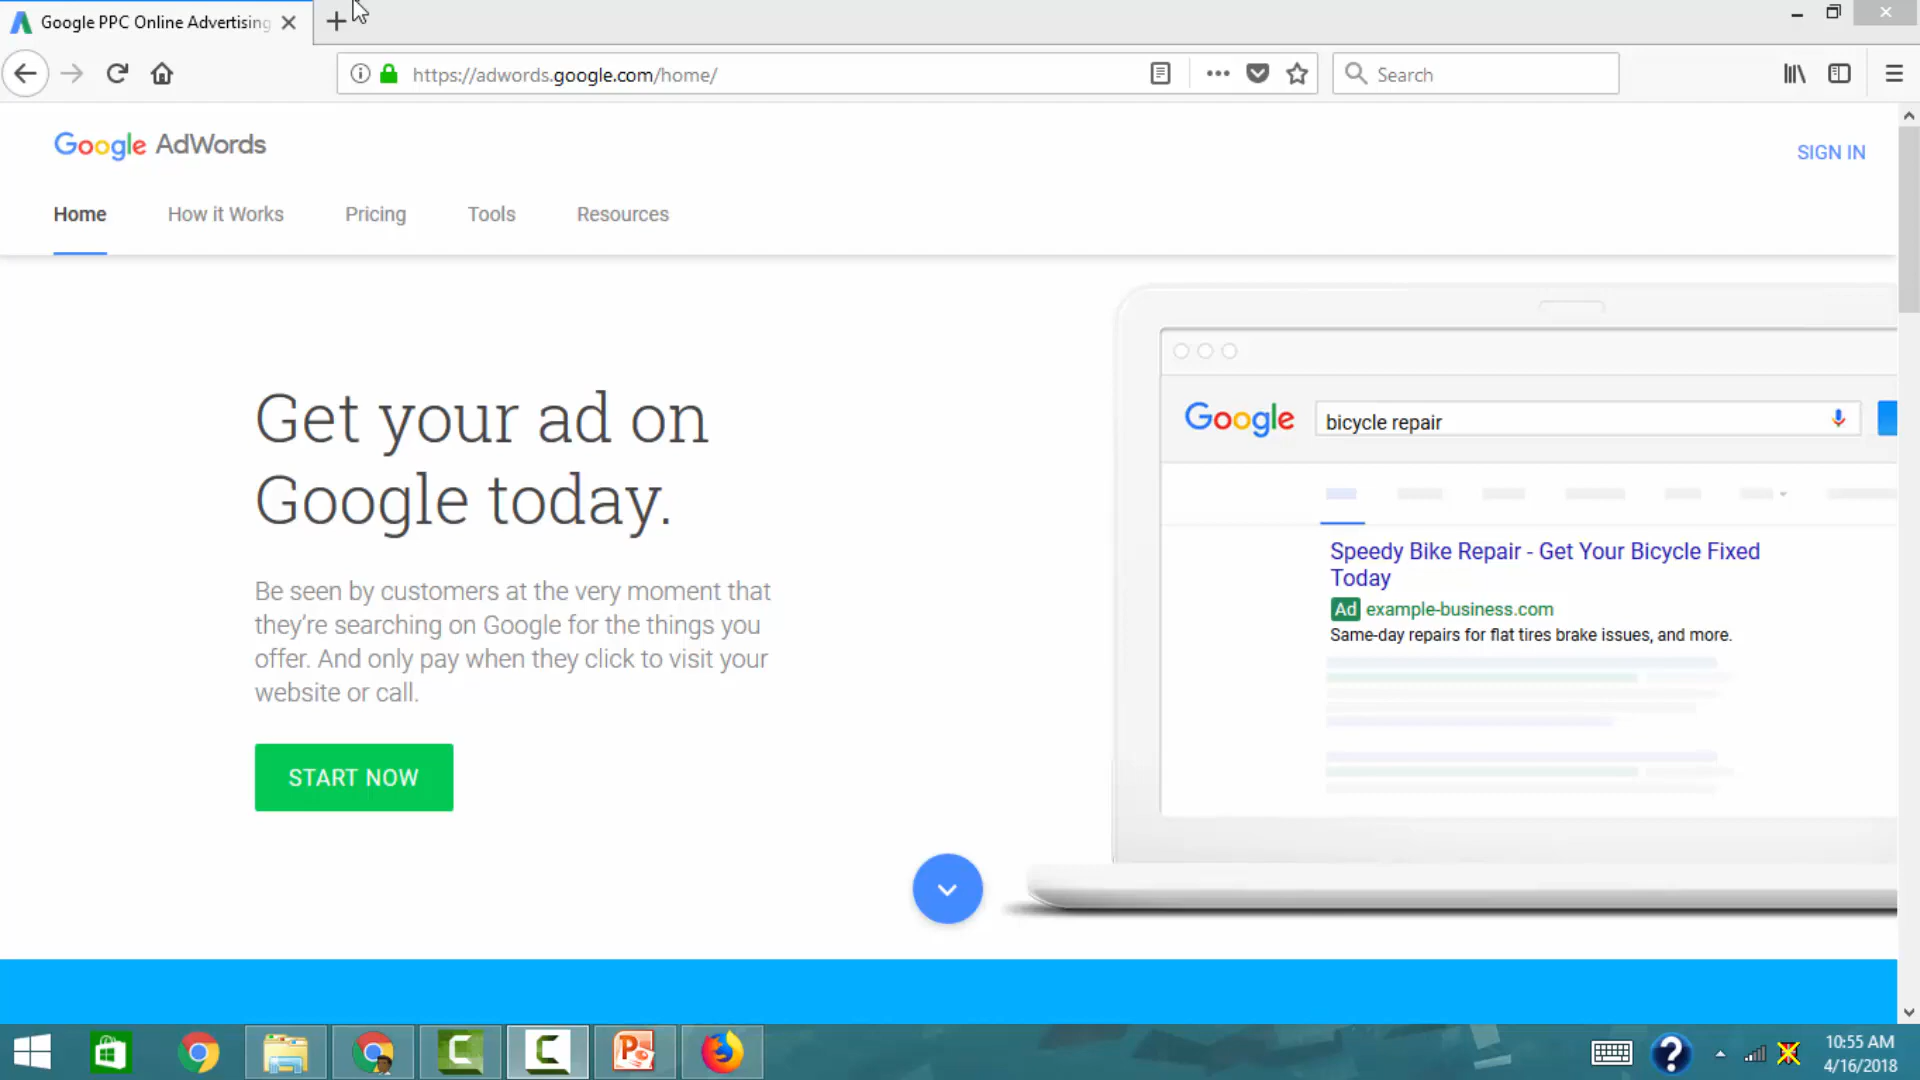 Google PPC Online Advertising
https://adwords.google.com/home/
Search
Google AdWords
SIGN IN
Home How it Works Pricing Tools Resources
Get your ad on
Google today.
Be seen by customers at the very moment that
they're searching on Google for the things you
offer. And only pay when they click to visit your
website or call.
START NOW
Google bicycle repair
Speedy Bike Repair - Get Your Bicycle Fixed
Today
Ad example-business.com
Same-day repairs for flat tires brake issues, and more.
10:55 AM
4/16/2018